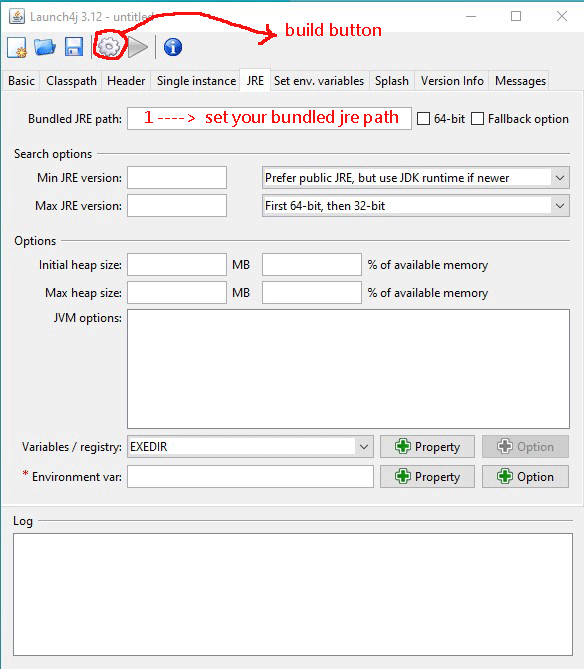 Launch4j 3.12 - untitled
build button
Basic Classpath Header Single instance JRE Set env. variables Splash Version Info Messages
Bundled JRE path: 1 ----> set your bundled jre path 64-bit Fallback option
Search options
Min JRE version: Prefer public JRE, but use JDK runtime if newer
Max JRE version: First 64-bit, then 32-bit
Options
Initial heap size: MB % of available memory
Max heap size: MB % of available memory
JVM options:
Variables / registry: EXEDIR Property Option
* Environment var: Property Option
Log